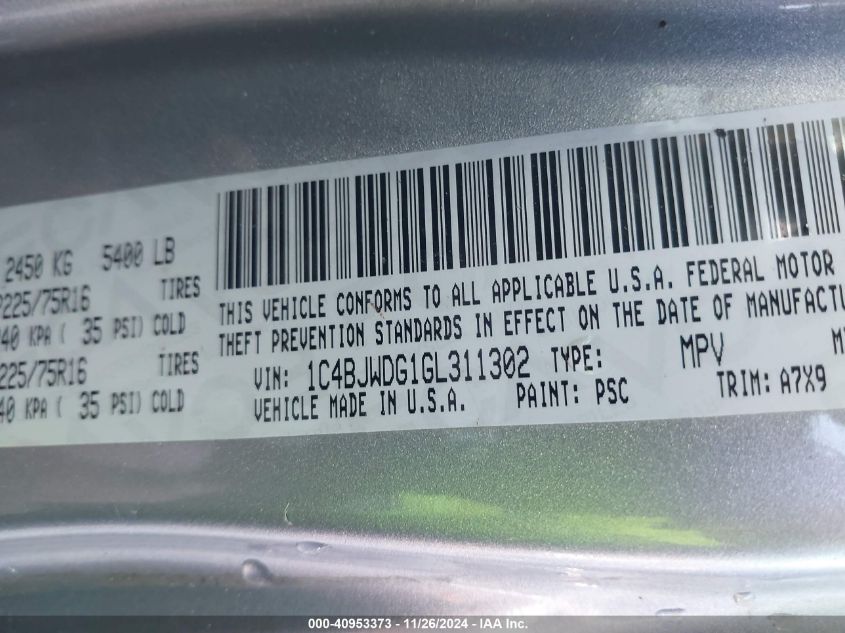 2450 KG 5400 LB
225/75R16 TIRES
40 KPA ( 35 PSI) COLD
225/75R16 TIRES
40 KPA ( 35 PSI) COLD
THIS VEHICLE CONFORMS TO ALL APPLICABLE U.S.A. FEDERAL MOTOR
THEFT PREVENTION STANDARDS IN EFFECT ON THE DATE OF MANUFACTU
VIN: 1C4BJWDG1GL311302 TYPE: MPV
VEHICLE MADE IN U.S.A. PAINT: PSC TRIM: A7X9
000-40953373 - 11/26/2024 - IAA Inc.